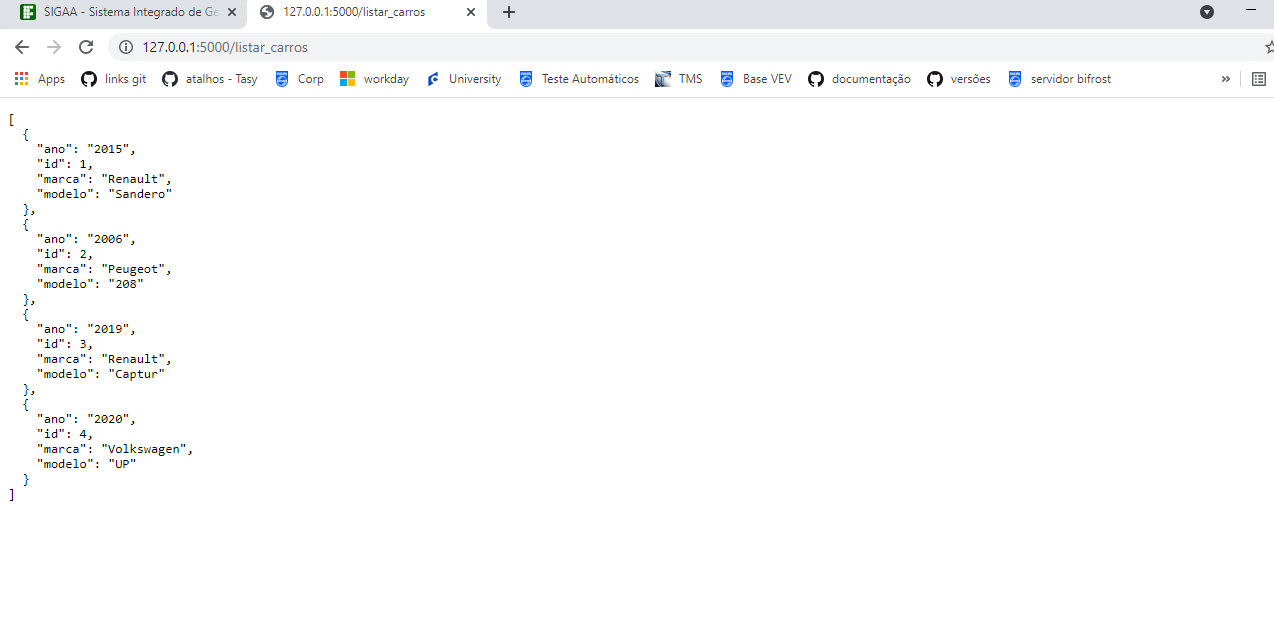 SIGAA - Sistema Integrado de Ge
127.0.0.1:5000/listar_carros
127.0.0.1:5000/listar_carros
Apps links git atalhos - Tasy Corp workday University Teste Automáticos TMS Base VEV documentação versões servidor bifrost »
[
  {
    "ano": "2015",
    "id": 1,
    "marca": "Renault",
    "modelo": "Sandero"
  },
  {
    "ano": "2006",
    "id": 2,
    "marca": "Peugeot",
    "modelo": "208"
  },
  {
    "ano": "2019",
    "id": 3,
    "marca": "Renault",
    "modelo": "Captur"
  },
  {
    "ano": "2020",
    "id": 4,
    "marca": "Volkswagen",
    "modelo": "UP"
  }
]